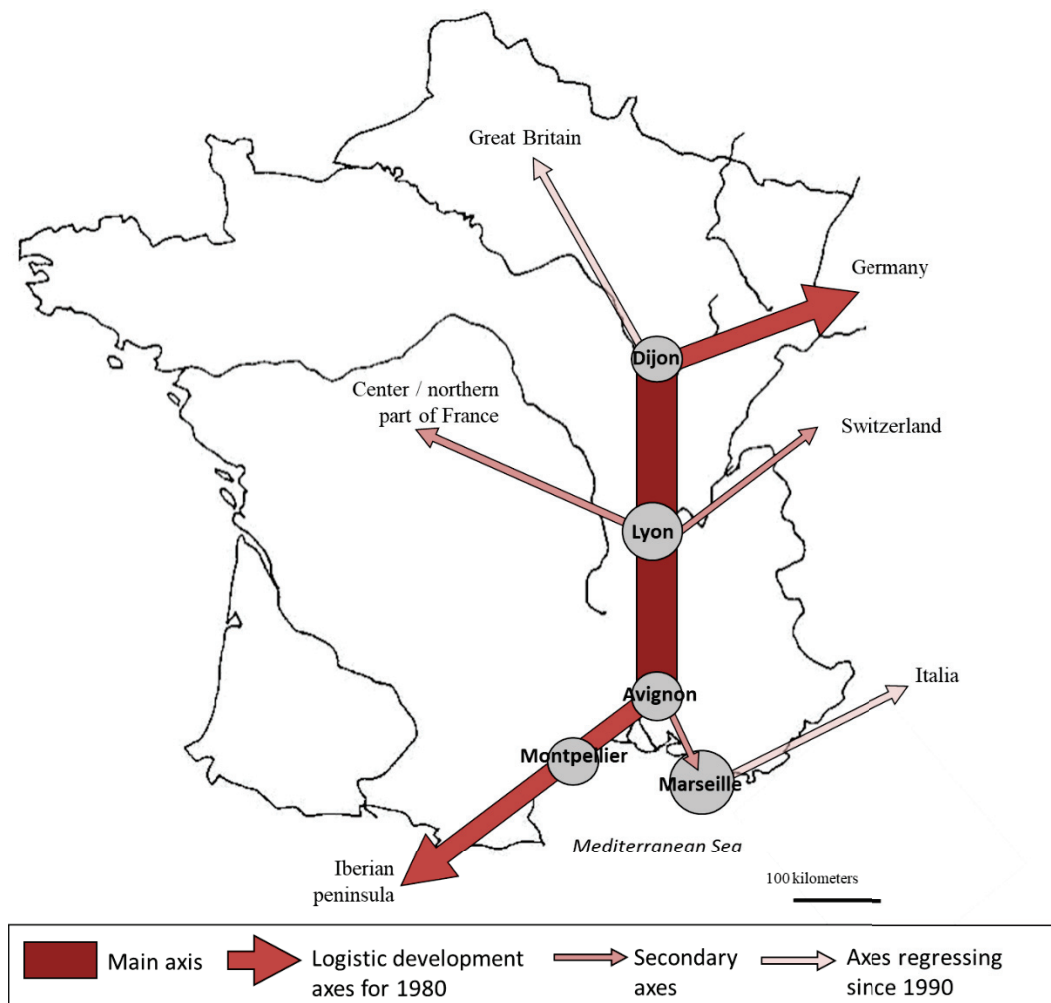 Great Britain
Germany
Dijon
Center / northern
part of France
Switzerland
Lyon
Italia
Avignon
Montpellier
Marseille
Mediterranean Sea
Iberian
peninsula
100 kilometers
Main axis
Logistic development
axes for 1980
Secondary
axes
Axes regressing
since 1990